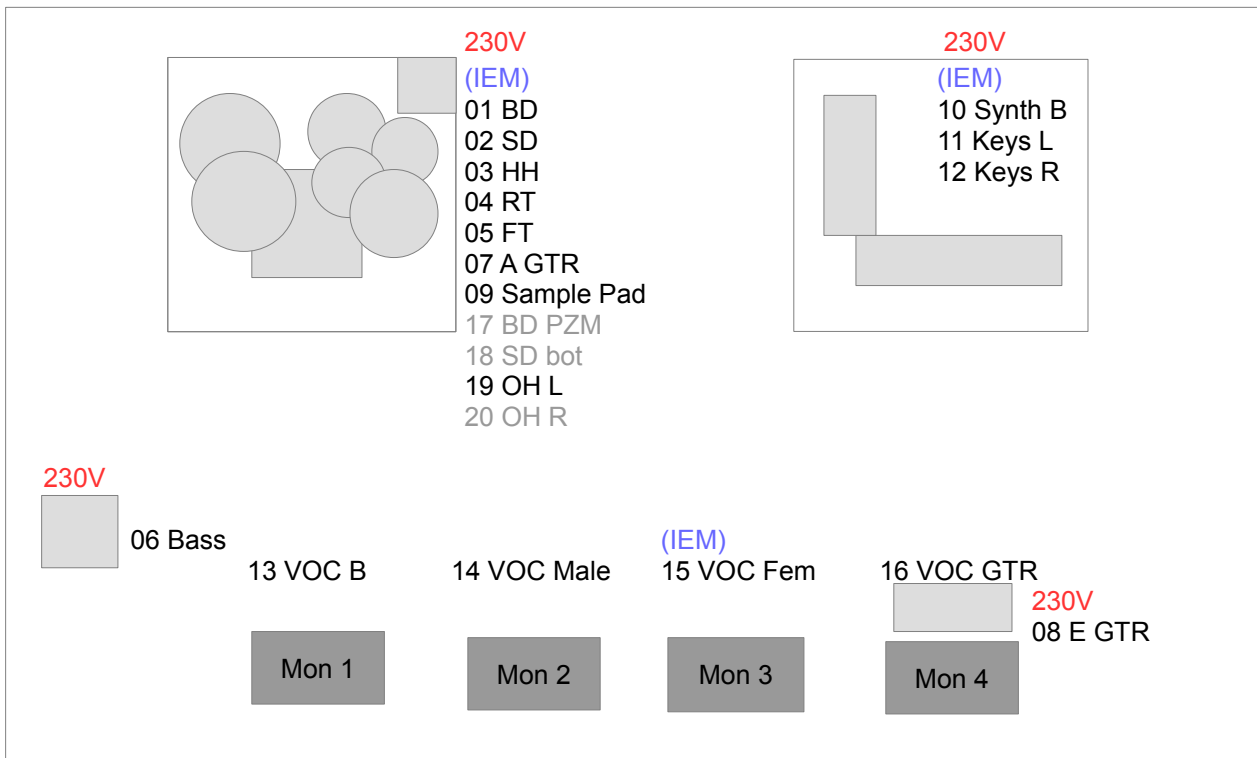 230V
(IEM)
01 BD
02 SD
03 HH
04 RT
05 FT
07 A GTR
09 Sample Pad
17 BD PZM
18 SD bot
19 OH L
20 OH R
230V
(IEM)
10 Synth B
11 Keys L
12 Keys R
230V
06 Bass
13 VOC B
14 VOC Male
(IEM)
15 VOC Fem
16 VOC GTR
230V
08 E GTR
Mon 1
Mon 2
Mon 3
Mon 4